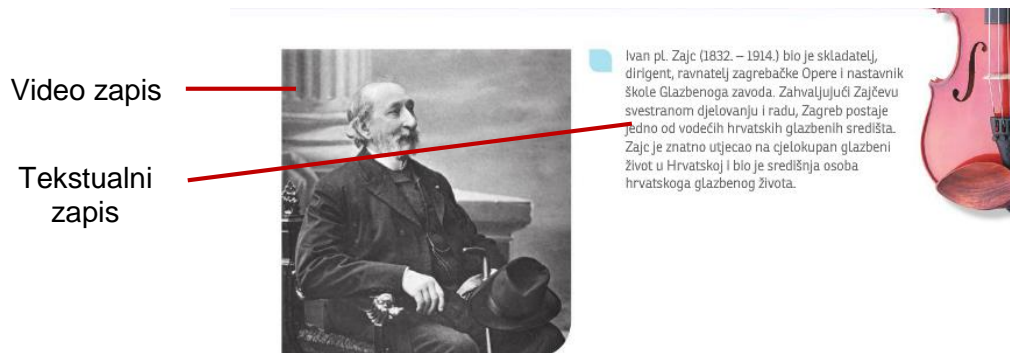 Video zapis
Tekstualni
zapis
Ivan pl. Zajc (1832. – 1914.) bio je skladatelj,
dirigent, ravnatelj zagrebačke Opere i nastavnik
škole Glazbenoga zavoda. Zahvaljujući Zajčevu
svestranom djelovanju i radu, Zagreb postaje
jedno od vodećih hrvatskih glazbenih središta.
Zajc je znatno utjecao na cjelokupan glazbeni
život u Hrvatskoj i bio je središnja osoba
hrvatskoga glazbenog života.